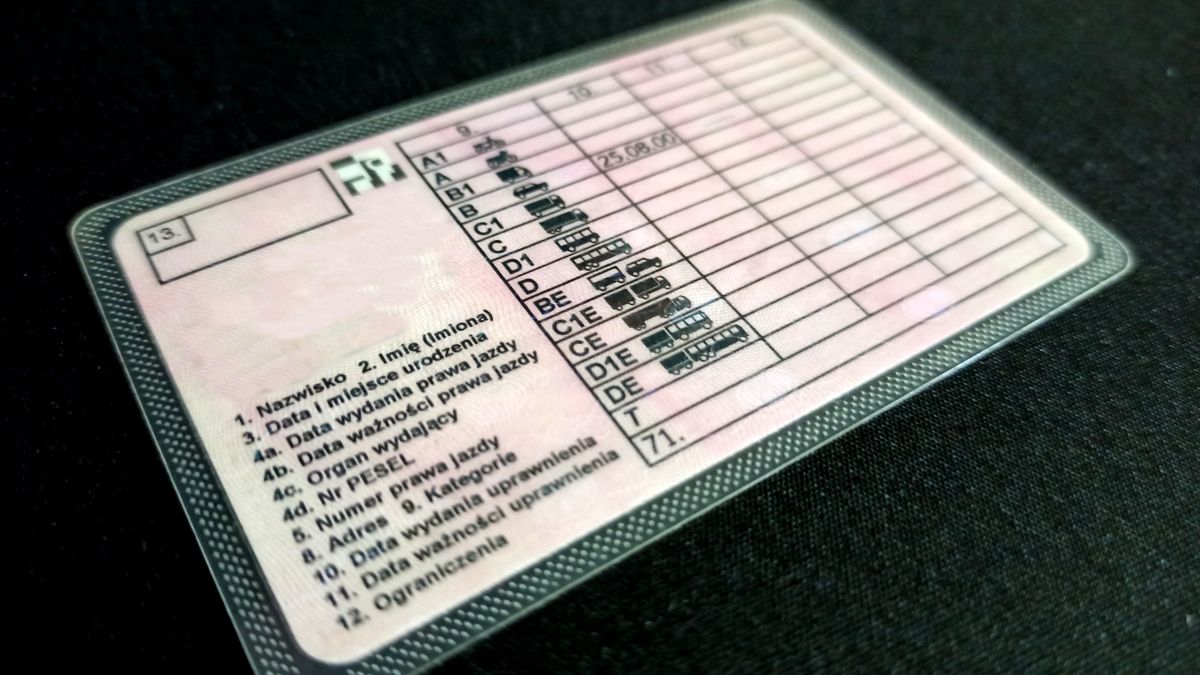 13.
1. Nazwisko 2. Imię (Imiona)
3. Data i miejsce urodzenia
4a. Data wydania prawa jazdy
4b. Data ważności prawa jazdy
4c. Organ wydający
4d. Nr PESEL
5. Numer prawa jazdy
8. Adres 9. Kategorie
10. Data wydania uprawnienia
11. Data ważności uprawnienia
12. Ograniczenia
9. 10 11
A1
A
B1
B 25.08.00
C1
C
D1
D
BE
C1E
CE
D1E
DE
T
71.